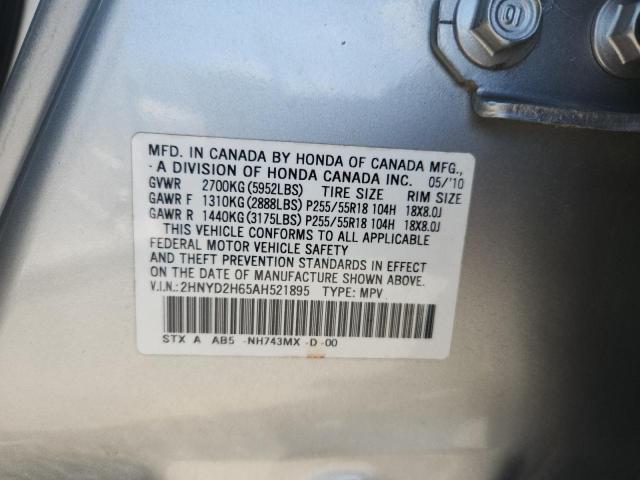 MFD. IN CANADA BY HONDA OF CANADA MFG.,
A DIVISION OF HONDA CANADA INC. 05/'10
GVWR 2700KG (5952LBS) TIRE SIZE RIM SIZE
GAWR F 1310KG (2888LBS) P255/55R18 104H 18X8.0J
GAWR R 1440KG (3175LBS) P255/55R18 104H 18X8.0J
THIS VEHICLE CONFORMS TO ALL APPLICABLE
FEDERAL MOTOR VEHICLE SAFETY
AND THEFT PREVENTION STANDARDS IN EFFECT
ON THE DATE OF MANUFACTURE SHOWN ABOVE.
V.I.N.:2HNYD2H65AH521895 TYPE: MPV
STX A AB5 -NH743MX -D -00